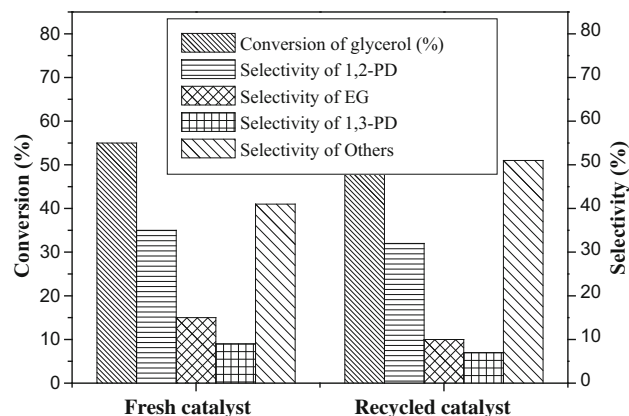 80
70
60
50
40
30
20
10
0
Conversion (%)
Conversion of glycerol (%)
Selectivity of 1,2-PD
Selectivity of EG
Selectivity of 1,3-PD
Selectivity of Others
80
70
60
50
40
30
20
10
0
Selectivity (%)
Fresh catalyst
Recycled catalyst